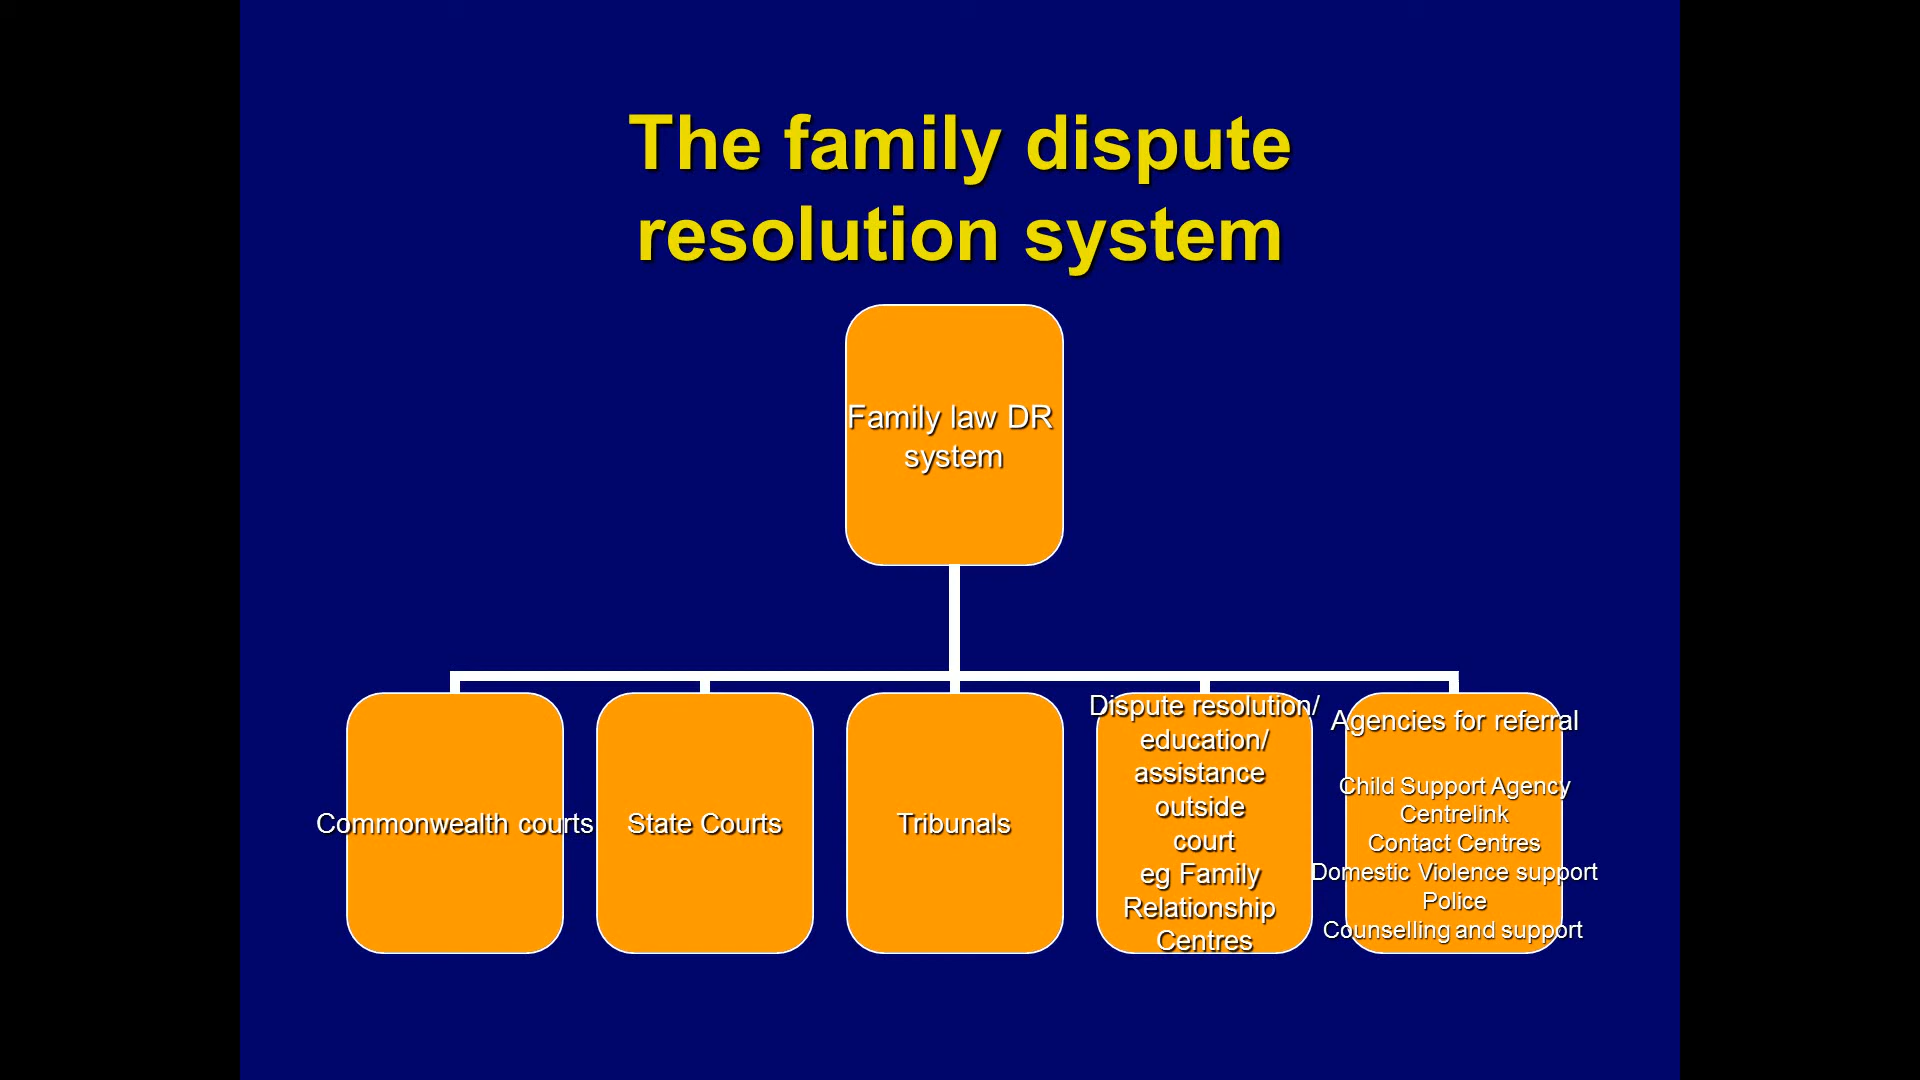 The family dispute
resolution system
Family law DR
system
Commonwealth courts
State Courts
Tribunals
Dispute resolution/
education/
assistance
outside
court
eg Family
Relationship
Centres
Agencies for referral
Child Support Agency
Centrelink
Contact Centres
Domestic Violence support
Police
Counselling and support